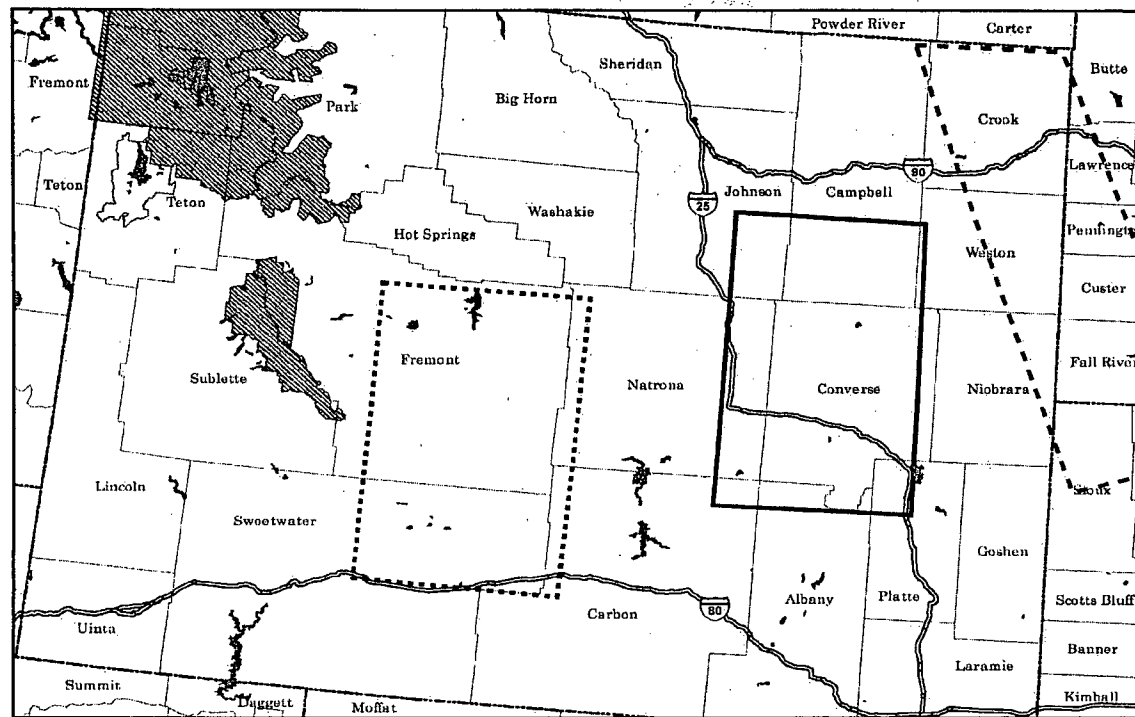 Powder River
Carter
Fremont
Park
Big Horn
Sheridan
Butte
Crook
Teton
Teton
Washakie
Johnson
Campbell
90
Lawrence
25
Hot Springs
Weston
Pennington
Custer
Fremont
Sublette
Natrona
Converse
Niobrara
Fall River
Lincoln
Sweetwater
Sioux
Goshen
Uinta
Carbon
80
Albany
Platte
Scotts Bluff
Banner
Laramie
Summit
Daggett
Moffat
Kimball